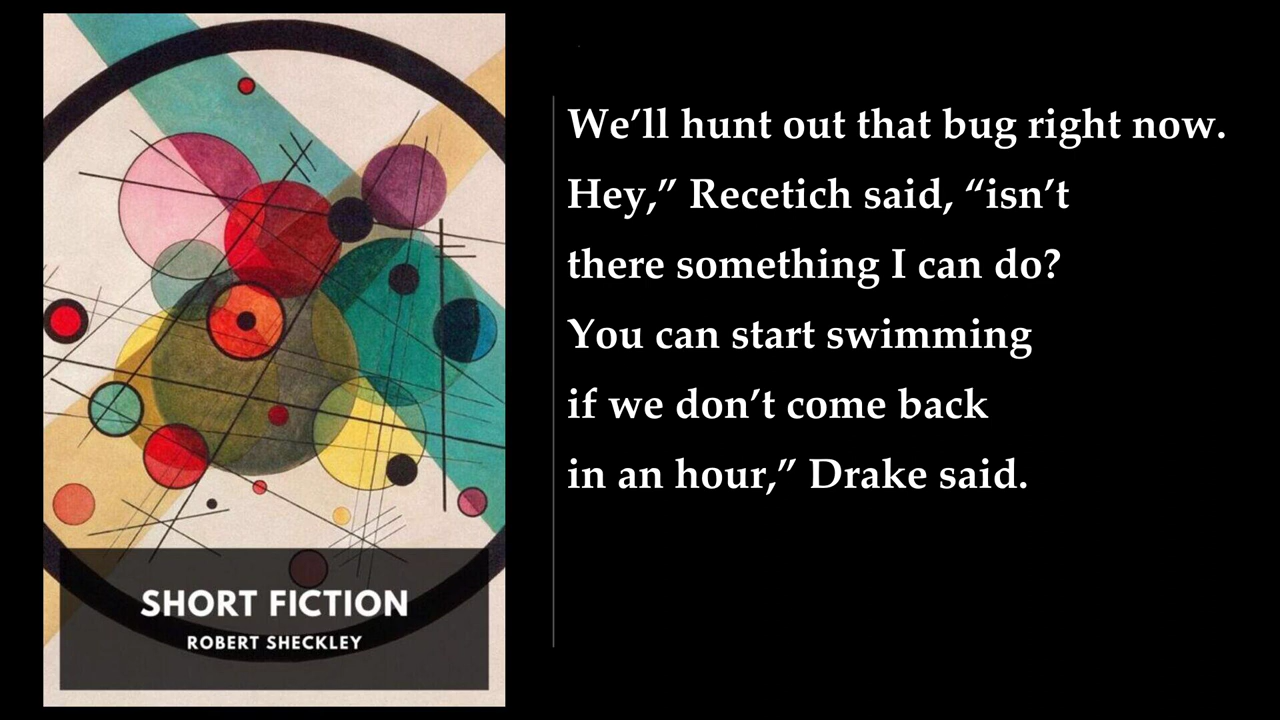 SHORT FICTION
ROBERT SHECKLEY
We’ll hunt out that bug right now.
Hey,” Recetich said, “isn’t
there something I can do?
You can start swimming
if we don’t come back
in an hour,” Drake said.